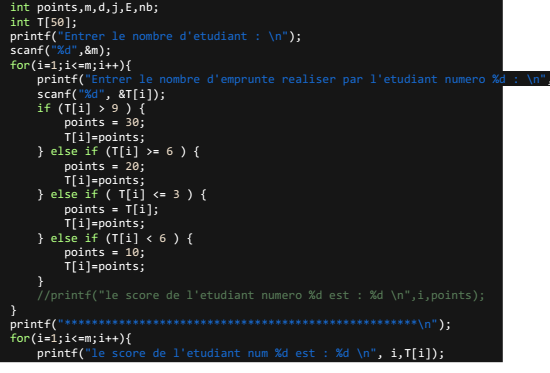 int points,m,d,j,E,nb;
int T[50];
printf("Entrer le nombre d'etudiant : \n");
scanf("%d",&m);
for(i=1;i<=m;i++){
printf("Entrer le nombre d'emprunte realiser par l'etudiant numero %d : \n",
scanf("%d", &T[i]);
if (T[i] > 9 ) {
points = 30;
T[i]=points;
} else if (T[i] >= 6 ) {
points = 20;
T[i]=points;
} else if ( T[i] <= 3 ) {
points = T[i];
T[i]=points;
} else if (T[i] < 6 ) {
points = 10;
T[i]=points;
}
//printf("le score de l'etudiant numero %d est : %d \n",i,points);
}
printf("****************************************************\n");
for(i=1;i<=m;i++){
printf("le score de l'etudiant num %d est : %d \n", i,T[i]);